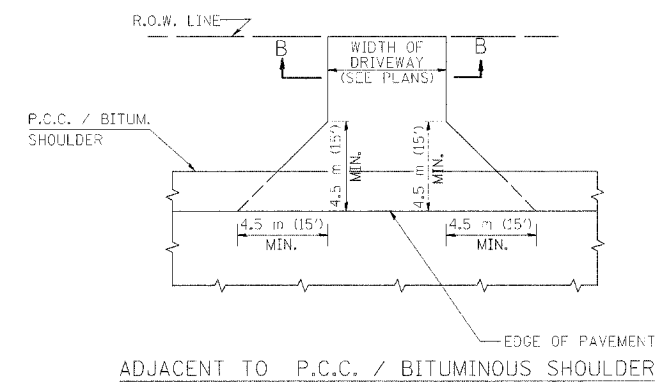 R.O.W. LINE
B
WIDTH OF
DRIVEWAY
(SEE PLANS)
B
P.C.C. / BITUM.
SHOULDER
4.5 m (15')
MIN.
4.5 m (15')
MIN.
4.5 m (15')
MIN.
4.5 m (15')
MIN.
EDGE OF PAVEMENT
ADJACENT TO P.C.C. / BITUMINOUS SHOULDER